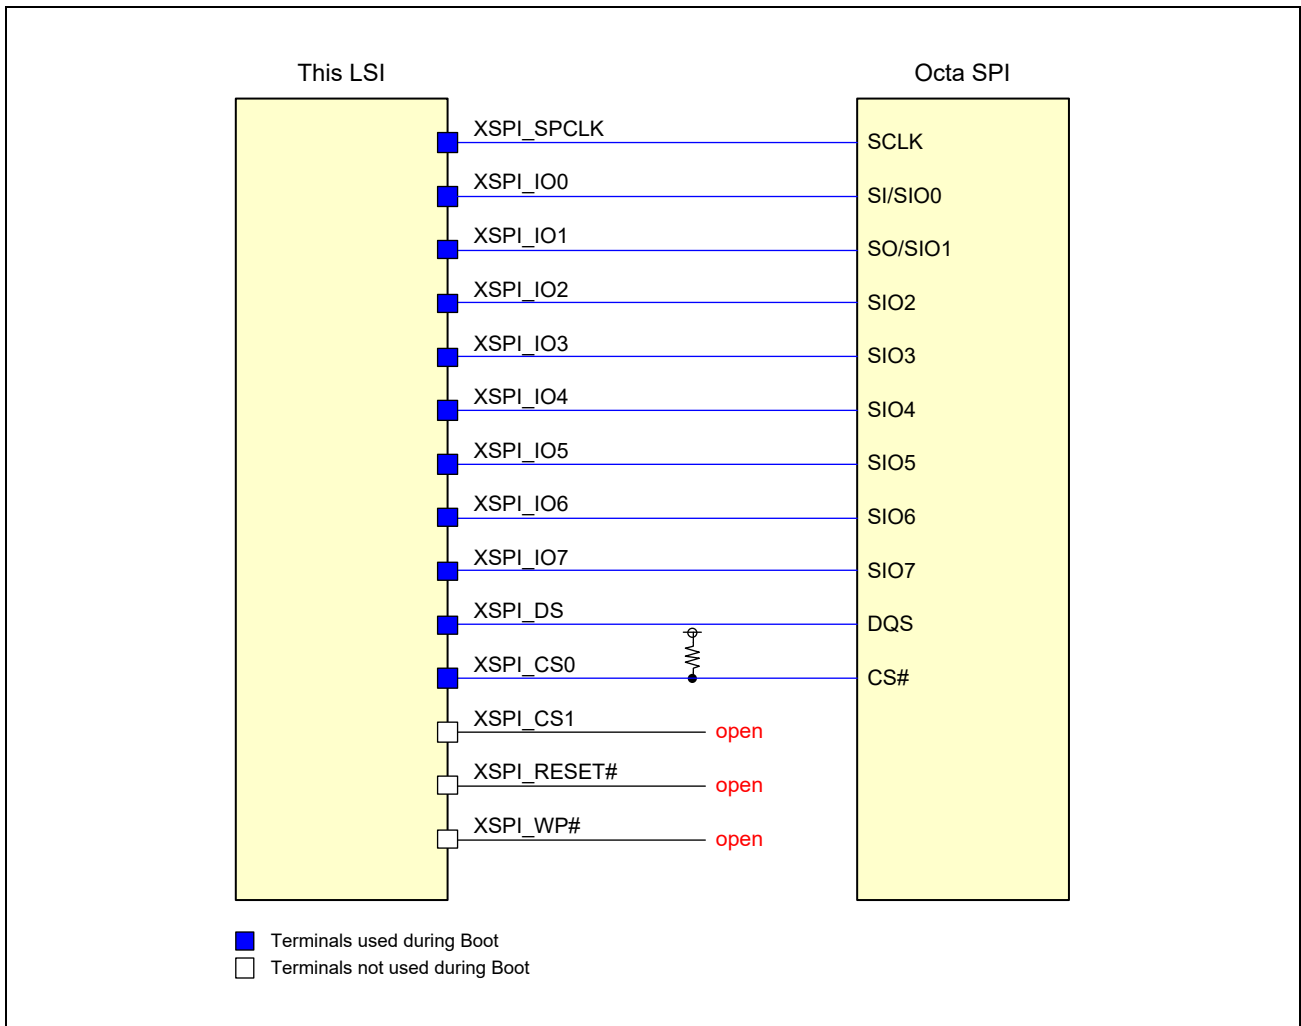 This LSI
Octa SPI
XSPI_SPCLK
SCLK
XSPI_IO0
SI/SIO0
XSPI_IO1
SO/SIO1
XSPI_IO2
SIO2
XSPI_IO3
SIO3
XSPI_IO4
SIO4
XSPI_IO5
SIO5
XSPI_IO6
SIO6
XSPI_IO7
SIO7
XSPI_DS
DQS
XSPI_CS0
CS#
XSPI_CS1
open
XSPI_RESET#
open
XSPI_WP#
open
Terminals used during Boot
Terminals not used during Boot